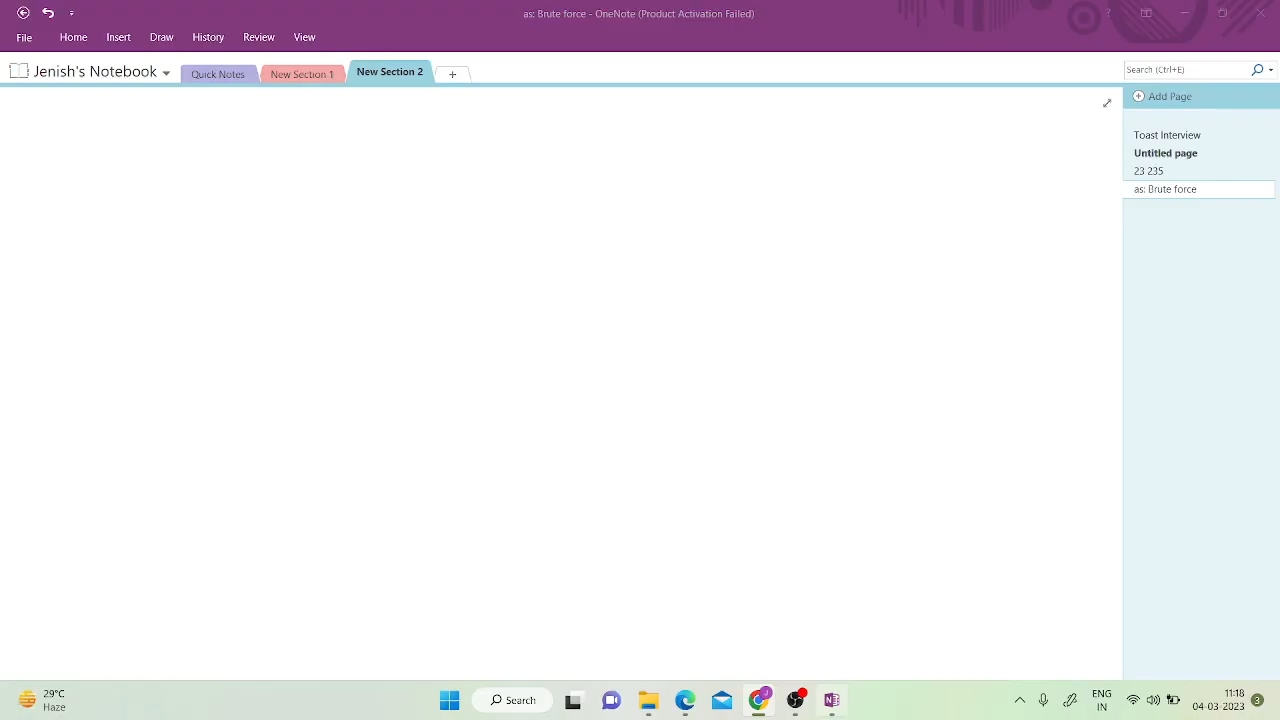 as: Brute force - OneNote (Product Activation Failed)
?
File Home Insert Draw History Review View
Jenish's Notebook Quick Notes New Section 1 New Section 2 +
Search (Ctrl+E)
Add Page
Toast Interview
Untitled page
23 235
as: Brute force
29°C
Haze
Search
J
N
ENG
IN
11:18
04-03-2023
3